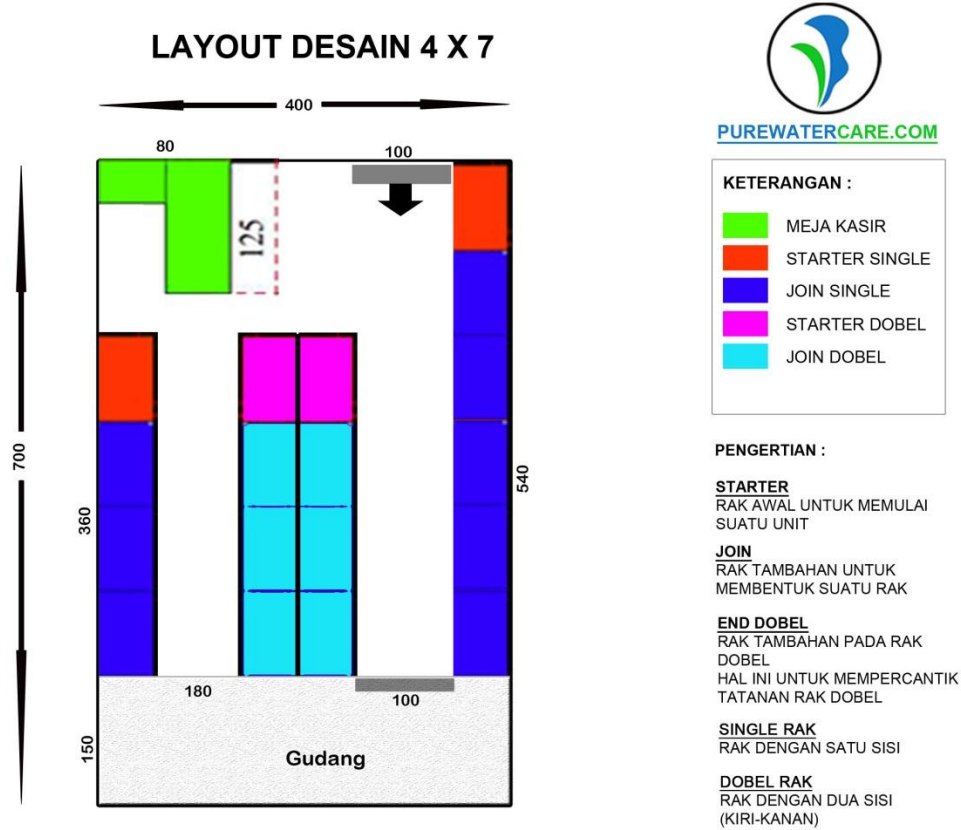 LAYOUT DESAIN 4 X 7
400
80
100
125
700
360
540
180
100
150
Gudang
PUREWATERCARE.COM
KETERANGAN :
MEJA KASIR
STARTER SINGLE
JOIN SINGLE
STARTER DOBEL
JOIN DOBEL
PENGERTIAN :
STARTER
RAK AWAL UNTUK MEMULAI
SUATU UNIT
JOIN
RAK TAMBAHAN UNTUK
MEMBENTUK SUATU RAK
END DOBEL
RAK TAMBAHAN PADA RAK
DOBEL
HAL INI UNTUK MEMPERCANTIK
TATANAN RAK DOBEL
SINGLE RAK
RAK DENGAN SATU SISI
DOBEL RAK
RAK DENGAN DUA SISI
(KIRI-KANAN)